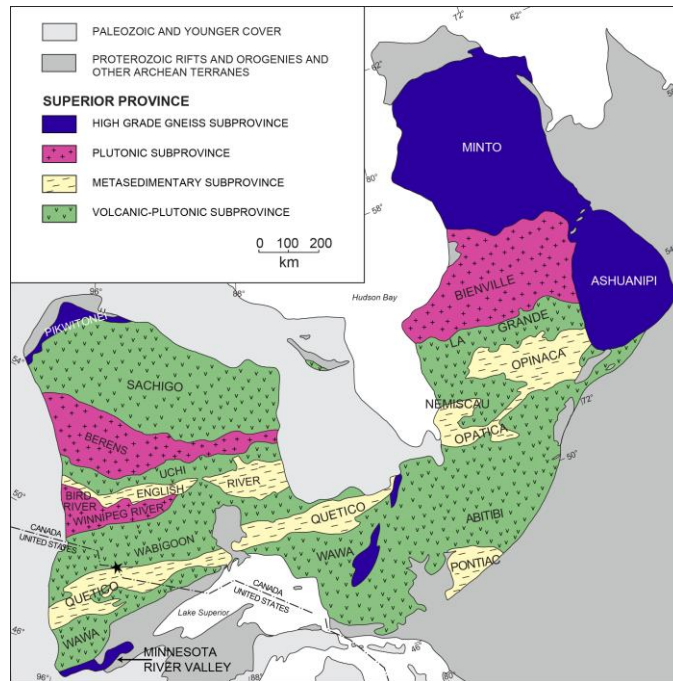 PALEOZOIC AND YOUNGER COVER
PROTEROZOIC RIFTS AND OROGENIES AND
OTHER ARCHEAN TERRANES
SUPERIOR PROVINCE
HIGH GRADE GNEISS SUBPROVINCE
PLUTONIC SUBPROVINCE
METASEDIMENTARY SUBPROVINCE
VOLCANIC-PLUTONIC SUBPROVINCE
0 100 200
km
72°
62°
62°
80°
58°
54°
MINTO
BIENVILLE
ASHUANIPI
Hudson Bay
LA GRANDE
OPINACA
NEMISCAU
OPATICA
72°
50°
ABITIBI
PONTIAC
96°
88°
PIKWITONEI
54°
SACHIGO
BERENS
UCHI
BIRD
RIVER
ENGLISH
RIVER
WINNIPEG RIVER
50°
CANADA
UNITED STATES
WABIGOON
QUETICO
WAWA
QUETICO
WAWA
CANADA
UNITED STATES
Lake Superior
46°
96°
88°
46°
80°
MINNESOTA
RIVER VALLEY